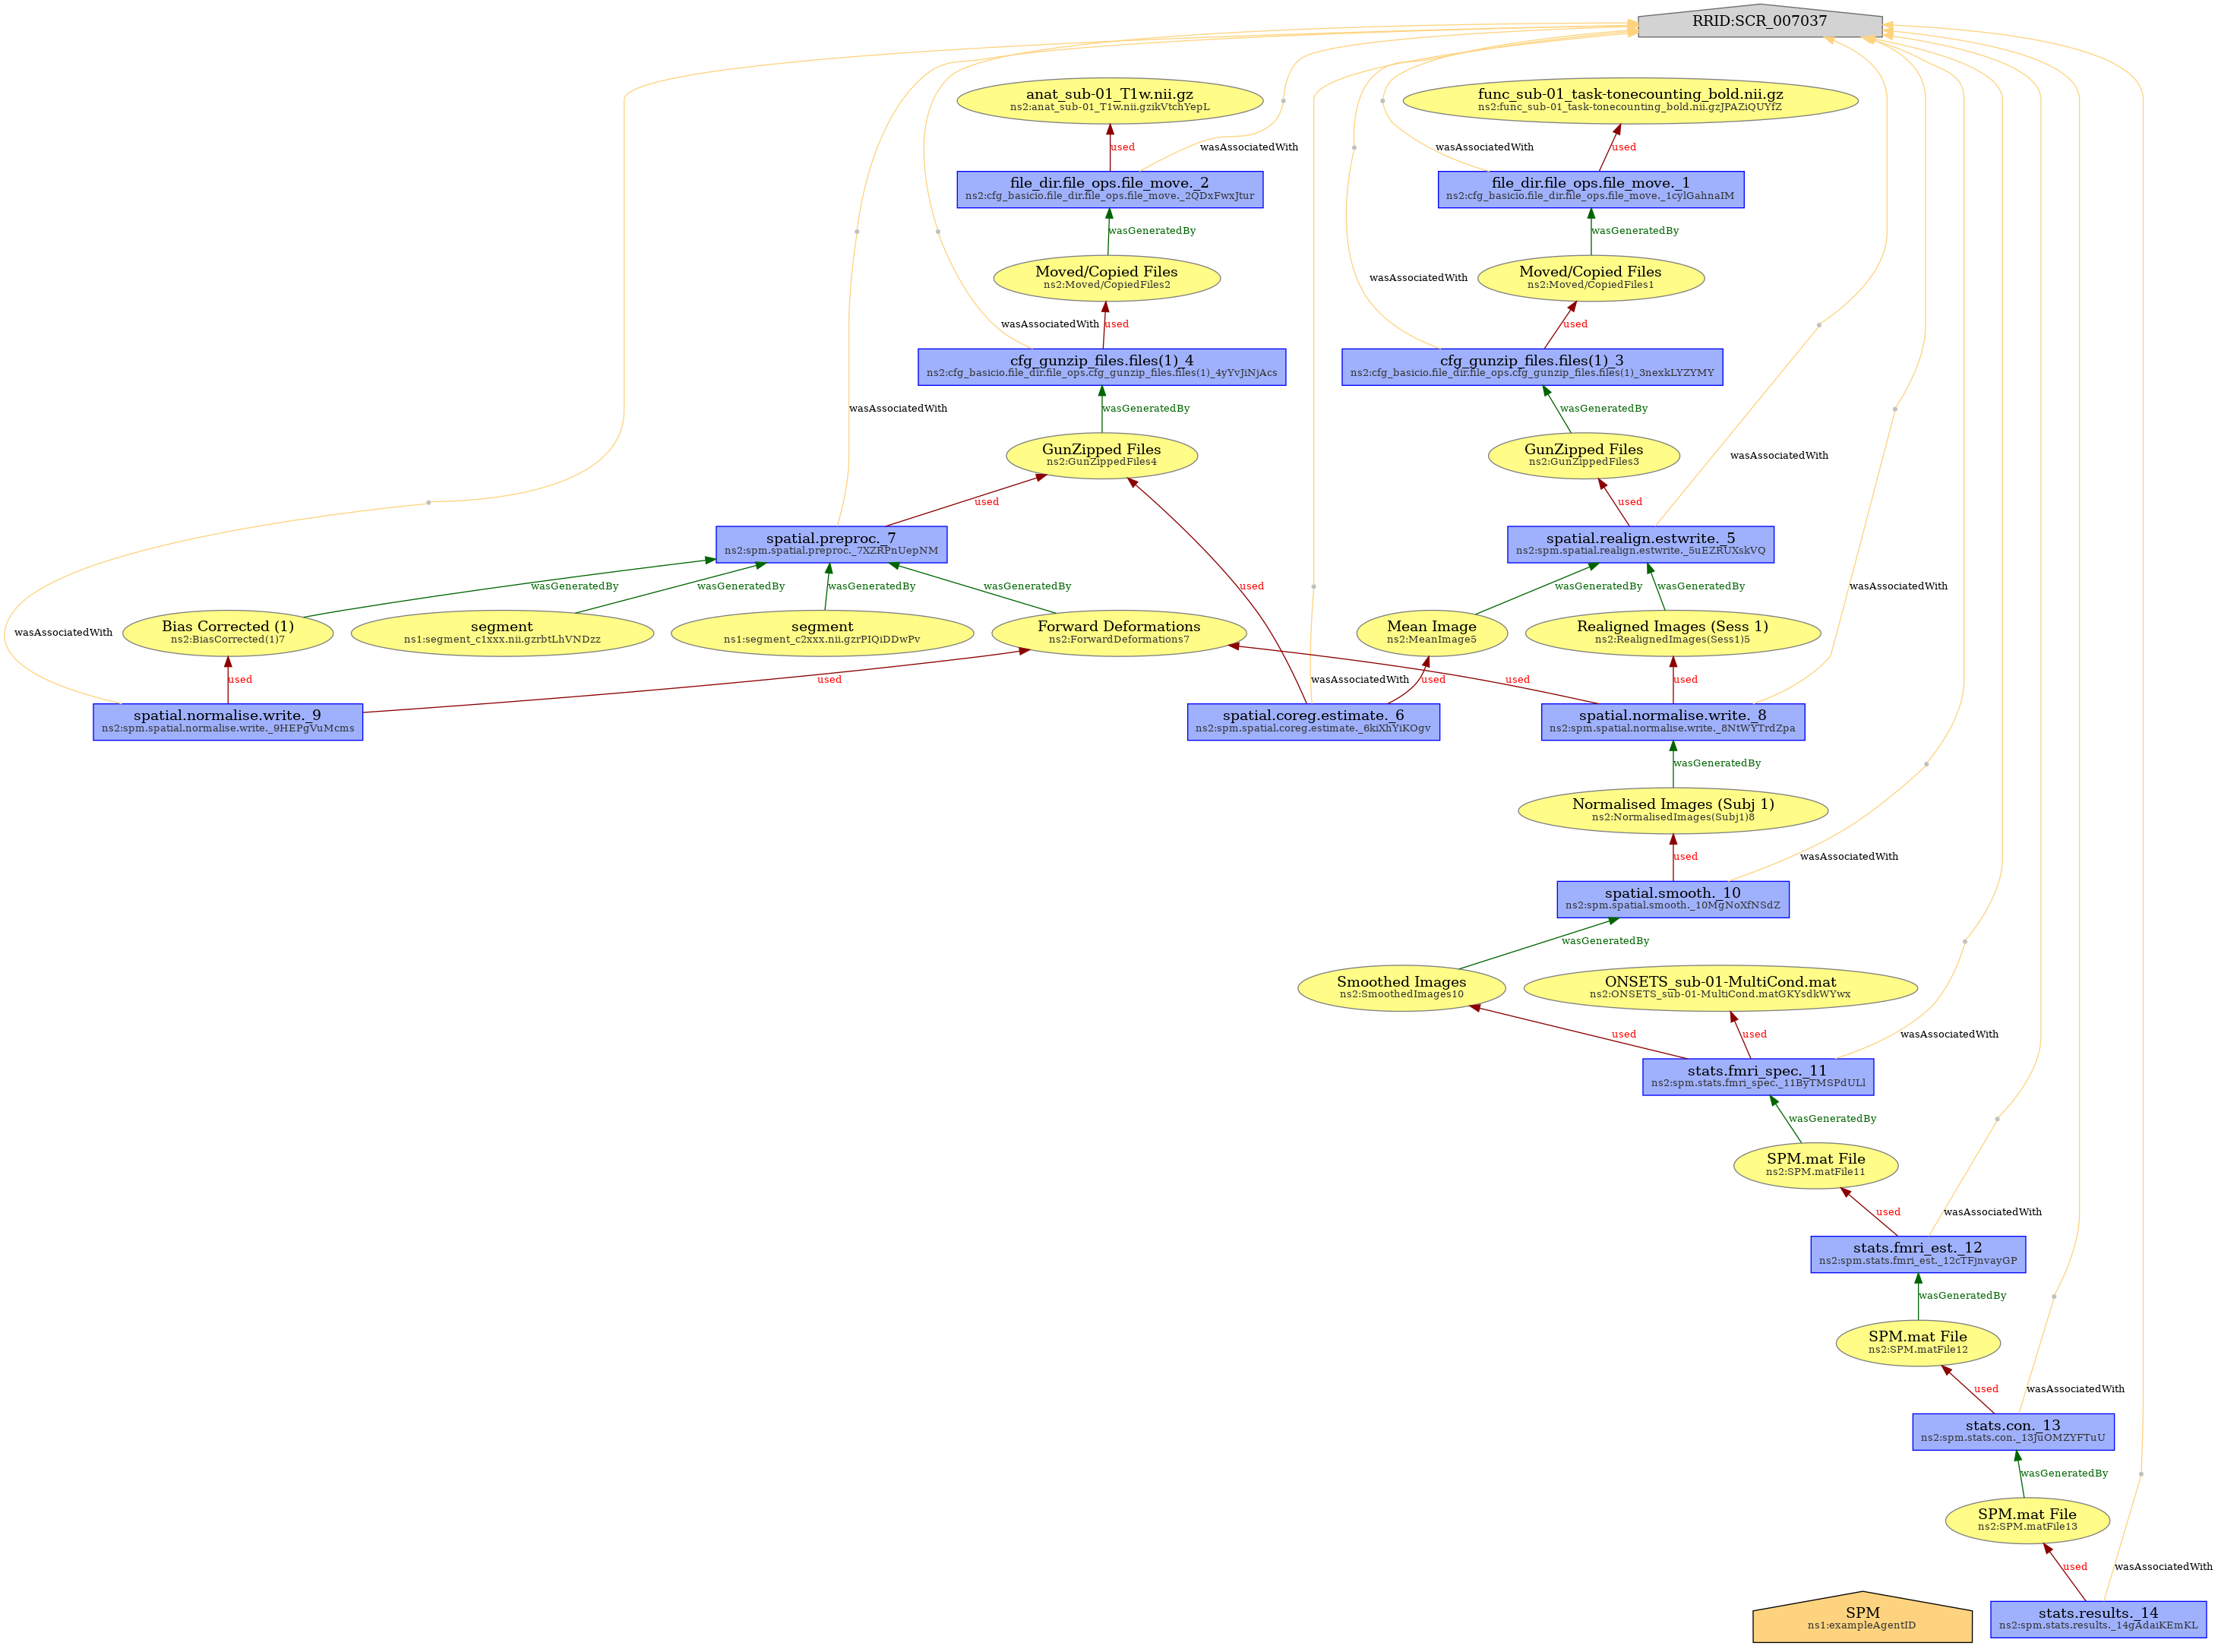 RRID:SCR_007037
anat_sub-01_T1w.nii.gz
ns2:anat_sub-01_T1w.nii.gzikVtchYepL
func_sub-01_task-tonecounting_bold.nii.gz
ns2:func_sub-01_task-tonecounting_bold.nii.gzJPAZiQUYfZ
used
wasAssociatedWith
wasAssociatedWith
used
file_dir.file_ops.file_move._2
ns2:cfg_basicio.file_dir.file_ops.file_move._2QDxFwxJtur
file_dir.file_ops.file_move._1
ns2:cfg_basicio.file_dir.file_ops.file_move._1cylGahnaIM
wasGeneratedBy
wasGeneratedBy
Moved/Copied Files
ns2:Moved/CopiedFiles2
Moved/Copied Files
ns2:Moved/CopiedFiles1
wasAssociatedWith
used
wasAssociatedWith
used
cfg_gunzip_files.files(1)_4
ns2:cfg_basicio.file_dir.file_ops.cfg_gunzip_files.files(1)_4yYvJiNjAcs
cfg_gunzip_files.files(1)_3
ns2:cfg_basicio.file_dir.file_ops.cfg_gunzip_files.files(1)_3nexkLYZYMY
wasAssociatedWith
wasGeneratedBy
wasGeneratedBy
GunZipped Files
ns2:GunZippedFiles4
GunZipped Files
ns2:GunZippedFiles3
wasAssociatedWith
used
used
spatial.preproc._7
ns2:spm.spatial.preproc._7XZRPnUepNM
spatial.realign.estwrite._5
ns2:spm.spatial.realign.estwrite._5uEZRUXskVQ
wasGeneratedBy
wasGeneratedBy
wasGeneratedBy
wasGeneratedBy
used
wasGeneratedBy
wasGeneratedBy
wasAssociatedWith
wasAssociatedWith
Bias Corrected (1)
ns2:BiasCorrected(1)7
segment
ns1:segment_c1xxx.nii.gzrbtLhVNDzz
segment
ns1:segment_c2xxx.nii.gzrPIQiDDwPv
Forward Deformations
ns2:ForwardDeformations7
Mean Image
ns2:MeanImage5
Realigned Images (Sess 1)
ns2:RealignedImages(Sess1)5
used
used
wasAssociatedWith
used
used
used
spatial.normalise.write._9
ns2:spm.spatial.normalise.write._9HEPgVuMcms
spatial.coreg.estimate._6
ns2:spm.spatial.coreg.estimate._6kiXhYiKOgv
spatial.normalise.write._8
ns2:spm.spatial.normalise.write._8NtWYTrdZpa
wasGeneratedBy
Normalised Images (Subj 1)
ns2:NormalisedImages(Subj1)8
used
wasAssociatedWith
spatial.smooth._10
ns2:spm.spatial.smooth._10MgNoXfNSdZ
wasGeneratedBy
Smoothed Images
ns2:SmoothedImages10
ONSETS_sub-01-MultiCond.mat
ns2:ONSETS_sub-01-MultiCond.matGKYsdkWYwx
used
used
wasAssociatedWith
stats.fmri_spec._11
ns2:spm.stats.fmri_spec._11ByTMSPdULl
wasGeneratedBy
SPM.mat File
ns2:SPM.matFile11
used
wasAssociatedWith
stats.fmri_est._12
ns2:spm.stats.fmri_est._12cTFjnvayGP
wasGeneratedBy
SPM.mat File
ns2:SPM.matFile12
used
wasAssociatedWith
stats.con._13
ns2:spm.stats.con._13JuOMZYFTuU
wasGeneratedBy
SPM.mat File
ns2:SPM.matFile13
used
wasAssociatedWith
SPM
ns1:exampleAgentID
stats.results._14
ns2:spm.stats.results._14gAdaiKEmKL